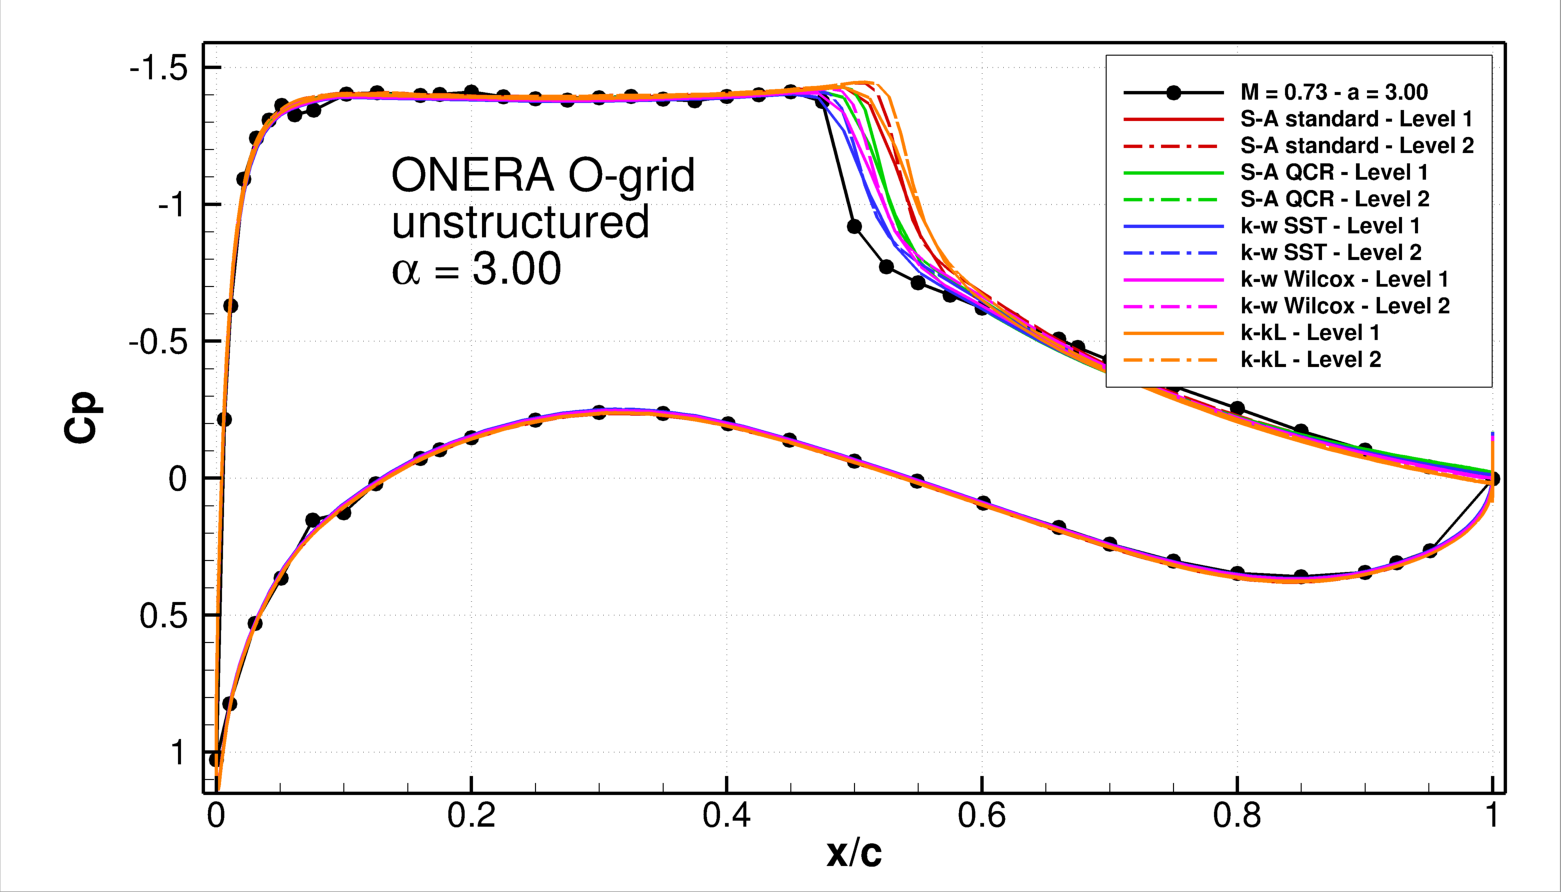 -1.5
-1
-0.5
0
0.5
1
Cp
ONERA O-grid
unstructured
α = 3.00
M = 0.73 - a = 3.00
S-A standard - Level 1
S-A standard - Level 2
S-A QCR - Level 1
S-A QCR - Level 2
k-w SST - Level 1
k-w SST - Level 2
k-w Wilcox - Level 1
k-w Wilcox - Level 2
k-kL - Level 1
k-kL - Level 2
0 0.2 0.4 0.6 0.8 1
x/c